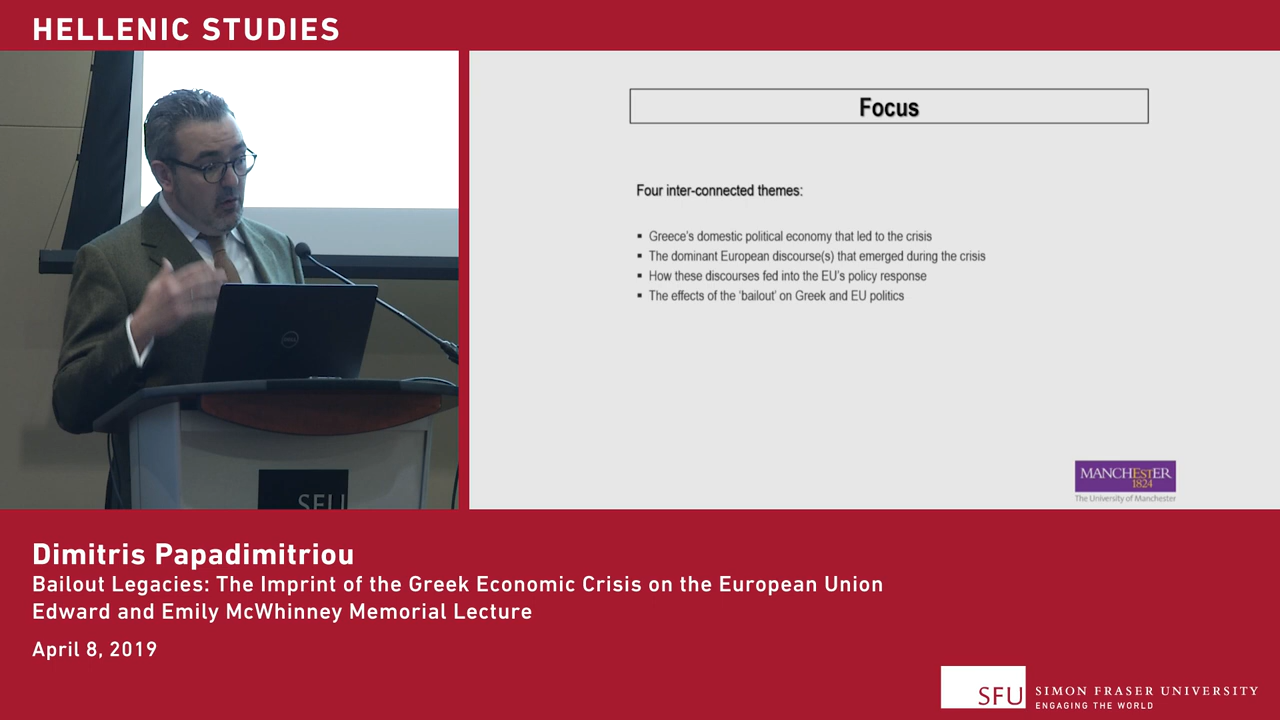 HELLENIC STUDIES
Focus
Four inter-connected themes:
▪ Greece's domestic political economy that led to the crisis
▪ The dominant European discourse(s) that emerged during the crisis
▪ How these discourses fed into the EU's policy response
▪ The effects of the 'bailout' on Greek and EU politics
MANCHESTER
1824
The University of Manchester
DELL
SFU
Dimitris Papadimitriou
Bailout Legacies: The Imprint of the Greek Economic Crisis on the European Union
Edward and Emily McWhinney Memorial Lecture
April 8, 2019
SFU
SIMON FRASER UNIVERSITY
ENGAGING THE WORLD